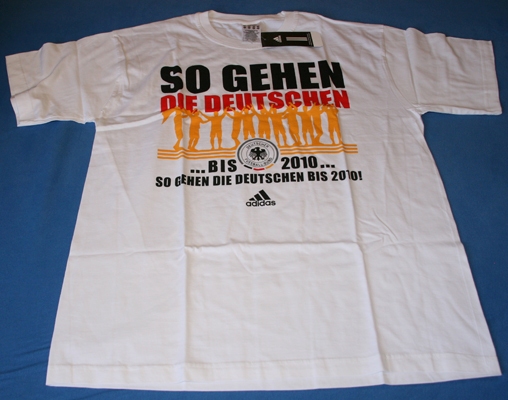 SO GEHEN
DIE DEUTSCHEN
...BIS 2010...
SO GEHEN DIE DEUTSCHEN BIS 2010!
adidas